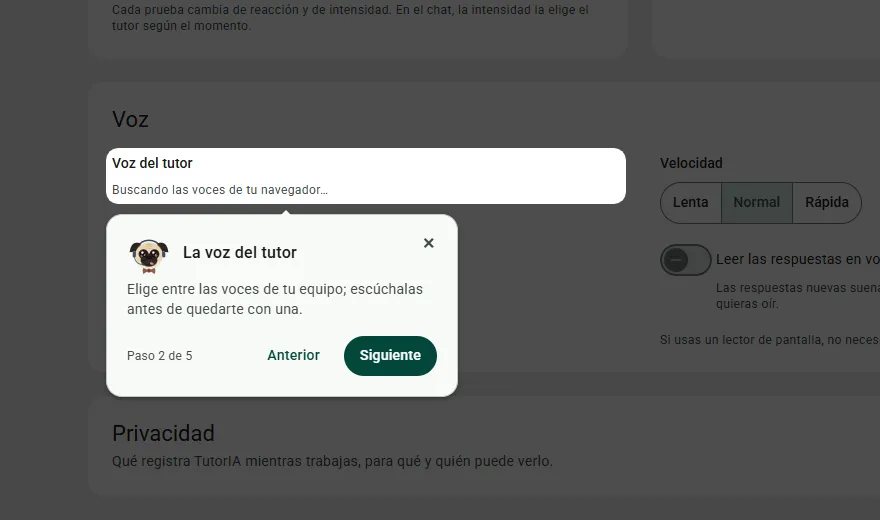 Cada prueba cambia de reacción y de intensidad. En el chat, la intensidad la elige el
tutor según el momento.
Voz
Voz del tutor
Buscando las voces de tu navegador...
Velocidad
Lenta Normal Rápida
Leer las respuestas en vo
Las respuestas nuevas suena
quieras oír.
Si usas un lector de pantalla, no neces
La voz del tutor
Elige entre las voces de tu equipo; escúchalas
antes de quedarte con una.
Paso 2 de 5 Anterior Siguiente
Privacidad
Qué registra TutorIA mientras trabajas, para qué y quién puede verlo.